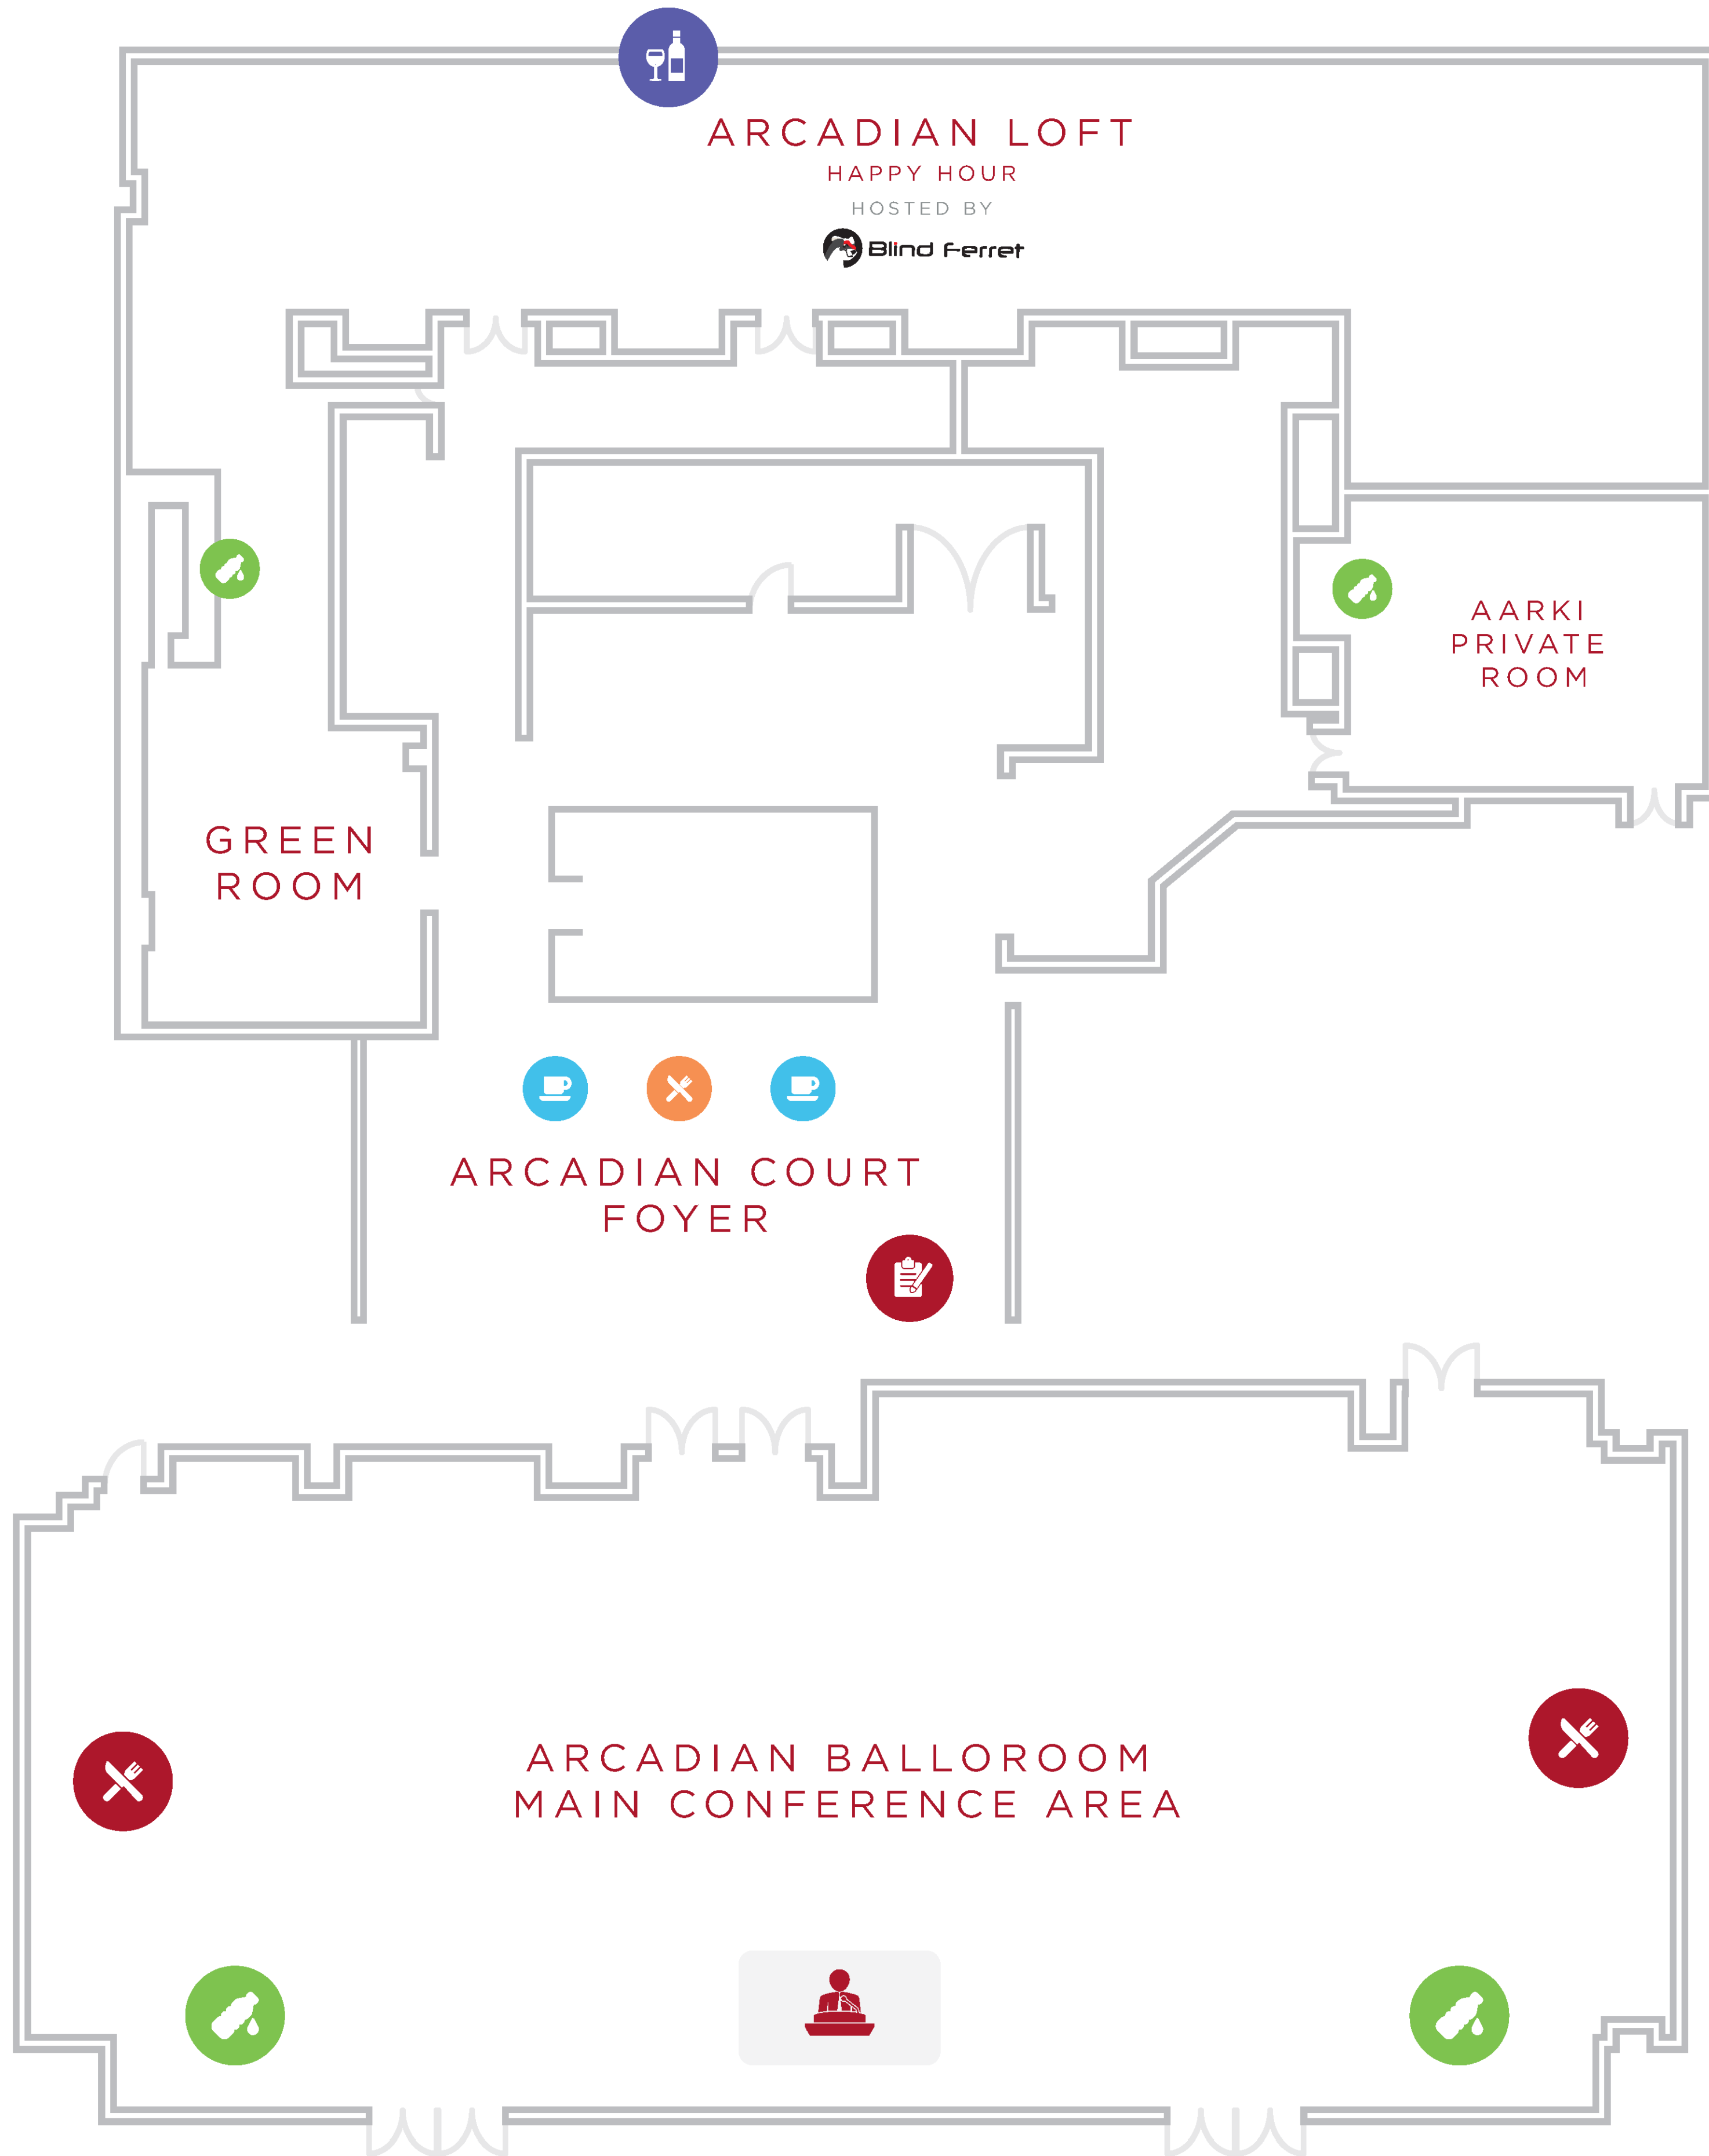 ARCADIAN LOFT
HAPPY HOUR
HOSTED BY
Blind Ferret
AARKI
PRIVATE
ROOM
GREEN
ROOM
ARCADIAN COURT
FOYER
ARCADIAN BALLOROOM
MAIN CONFERENCE AREA